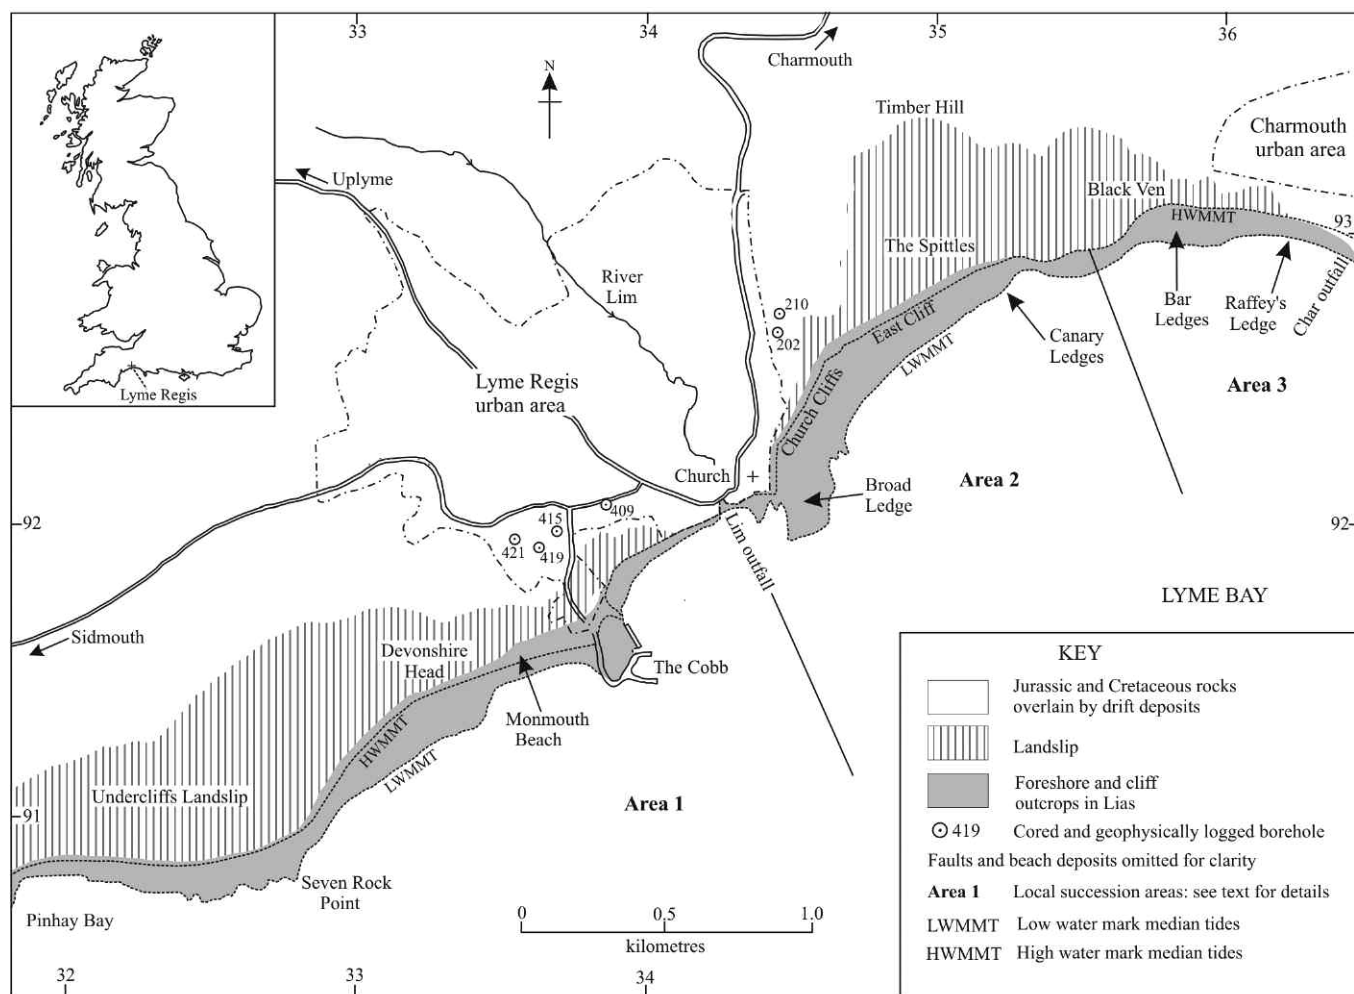 33
34
35
36
Charmouth
N
Timber Hill
Charmouth
urban area
Uplyme
Black Ven
HWMMT
93
The Spittles
River
Lim
210
202
East Cliff
Bar
Ledges
Raffey's
Ledge
Char outfall
Canary
Ledges
LWMMT
Lyme Regis
Lyme Regis
urban area
Church Cliffs
Area 3
Church
Area 2
Broad
Ledge
92
409
415
421
419
Lim outfall
92
LYME BAY
Sidmouth
Devonshire
Head
The Cobb
Monmouth
Beach
HWMMT
LWMMT
Undercliffs Landslip
91
Area 1
Seven Rock
Point
Pinhay Bay
0
0,5
1.0
kilometres
32
33
34
KEY
Jurassic and Cretaceous rocks
overlain by drift deposits
Landslip
Foreshore and cliff
outcrops in Lias
419 Cored and geophysically logged borehole
Faults and beach deposits omitted for clarity
Area 1 Local succession areas: see text for details
LWMMT Low water mark median tides
HWMMT High water mark median tides